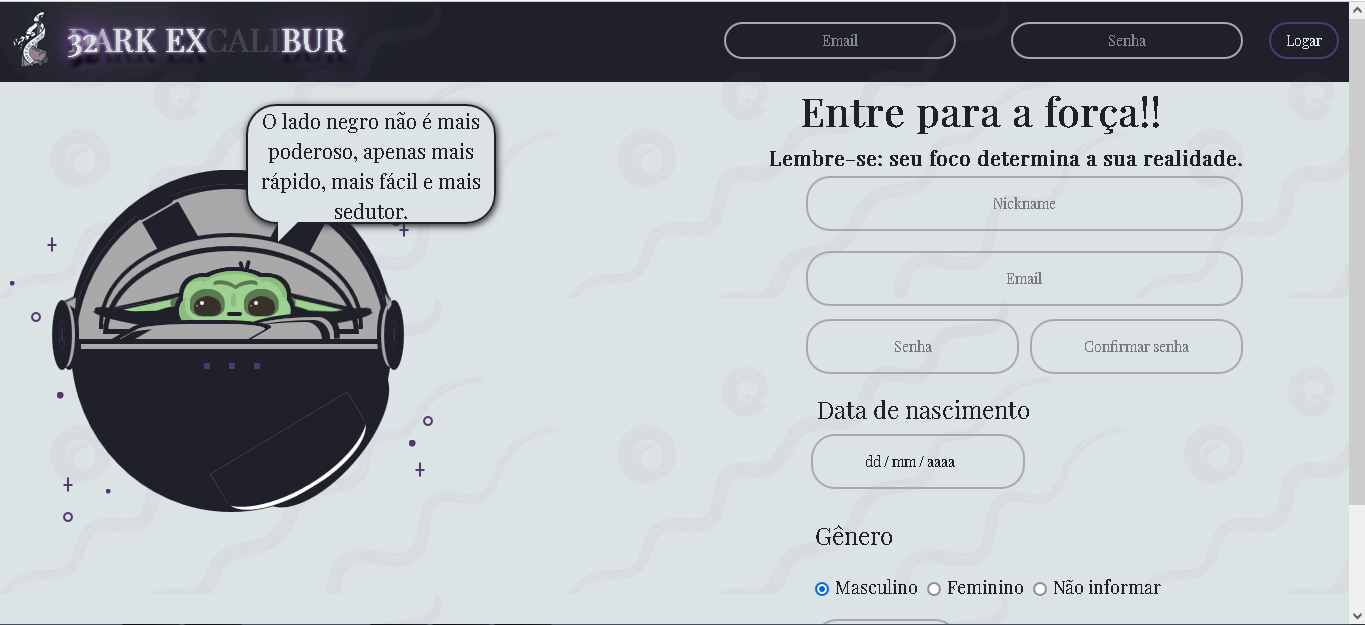 DARK EXCALIBUR
32
Email
Senha
Logar
O lado negro não é mais
poderoso, apenas mais
rápido, mais fácil e mais
sedutor.
Entre para a força!!
Lembre-se: seu foco determina a sua realidade.
Nickname
Email
Senha
Confirmar senha
Data de nascimento
dd / mm / aaaa
Gênero
Masculino Feminino Não informar